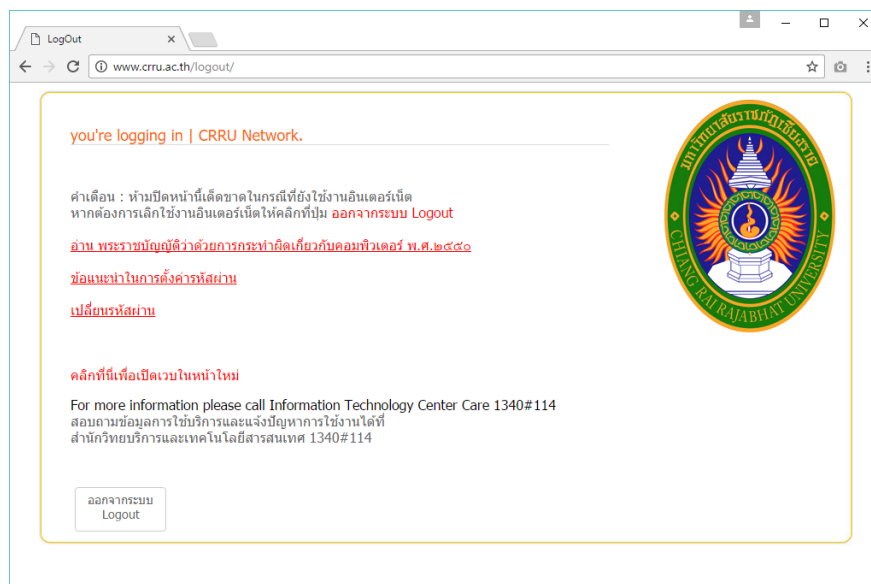 LogOut
www.crru.ac.th/logout/
you're logging in | CRRU Network.
มหาวิทยาลัยราชภัฏเชียงราย
CHIANG RAI RAJABHAT UNIVERSITY
คำเตือน : ห้ามปิดหน้านี้เด็ดขาดในกรณีที่ยังใช้งานอินเตอร์เน็ต
หากต้องการเลิกใช้งานอินเตอร์เน็ตให้คลิกที่ปุ่ม ออกจากระบบ Logout
อ่าน พระราชบัญญัติว่าด้วยการกระทำผิดเกี่ยวกับคอมพิวเตอร์ พ.ศ.๒๕๕๐
ข้อแนะนำในการตั้งค่ารหัสผ่าน
เปลี่ยนรหัสผ่าน
คลิกที่นี่เพื่อเปิดเวบในหน้าใหม่
For more information please call Information Technology Center Care 1340#114
สอบถามข้อมูลการใช้บริการและแจ้งปัญหาการใช้งานได้ที่
สำนักวิทยบริการและเทคโนโลยีสารสนเทศ 1340#114
ออกจากระบบ
Logout